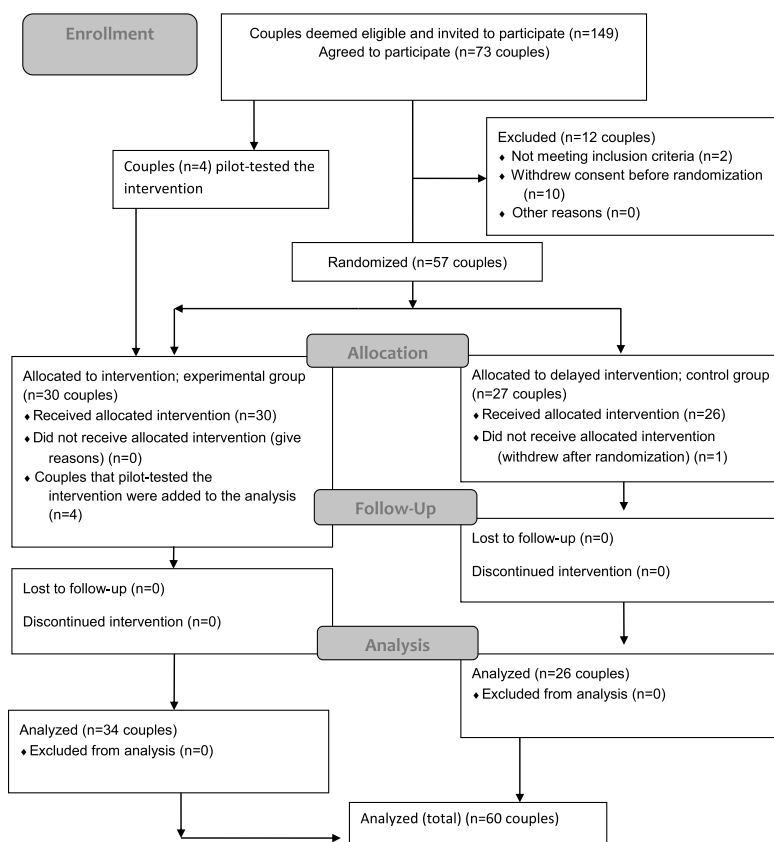 Enrollment
Couples deemed eligible and invited to participate (n=149)
Agreed to participate (n=73 couples)
Excluded (n=12 couples)
♦ Not meeting inclusion criteria (n=2)
♦ Withdrew consent before randomization
(n=10)
♦ Other reasons (n=0)
Couples (n=4) pilot-tested the
intervention
Randomized (n=57 couples)
Allocation
Allocated to intervention; experimental group
(n=30 couples)
♦ Received allocated intervention (n=30)
♦ Did not receive allocated intervention (give
reasons) (n=0)
♦ Couples that pilot-tested the
intervention were added to the analysis
(n=4)
Allocated to delayed intervention; control group
(n=27 couples)
♦ Received allocated intervention (n=26)
♦ Did not receive allocated intervention
(withdrew after randomization) (n=1)
Follow-Up
Lost to follow-up (n=0)
Discontinued intervention (n=0)
Lost to follow-up (n=0)
Discontinued intervention (n=0)
Analysis
Analyzed (n=34 couples)
♦ Excluded from analysis (n=0)
Analyzed (n=26 couples)
♦ Excluded from analysis (n=0)
Analyzed (total) (n=60 couples)